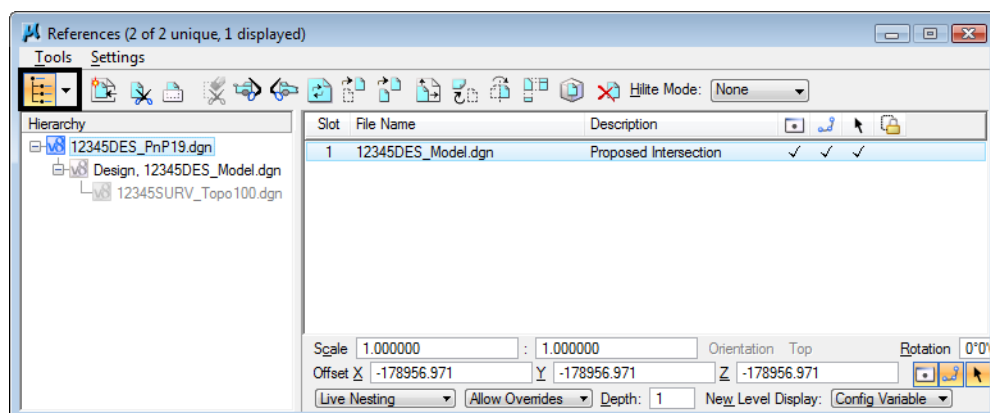 References (2 of 2 unique, 1 displayed)
Tools Settings
Hilite Mode: None
Hierarchy
12345DES_PnP19.dgn
Design, 12345DES_Model.dgn
12345SURV_Topo100.dgn
Slot File Name Description
1 12345DES_Model.dgn Proposed Intersection
Scale 1.000000 : 1.000000 Orientation Top Rotation 0°0'
Offset X -178956.971 Y -178956.971 Z -178956.971
Live Nesting Allow Overrides Depth: 1 New Level Display: Config Variable